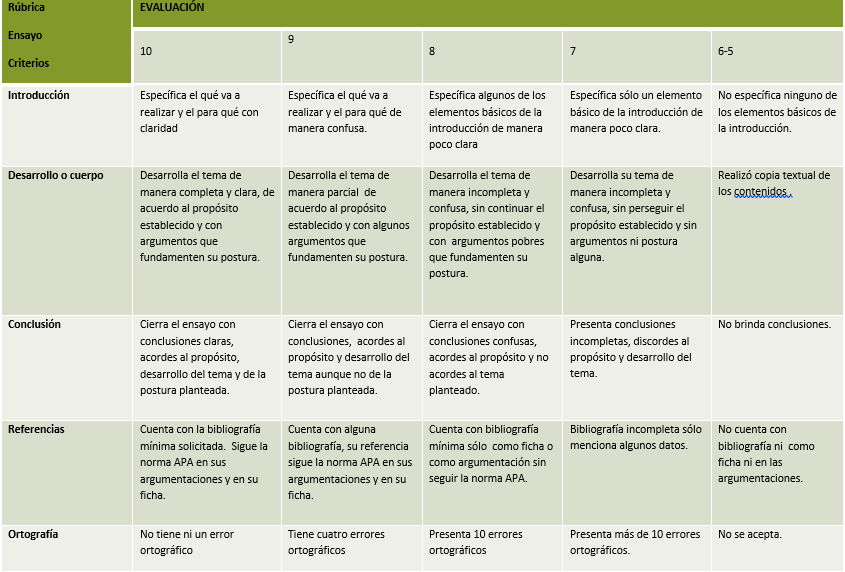 Rúbrica
Ensayo
Criterios
EVALUACIÓN
10
9
8
7
6-5
Introducción
Específica el qué va a
realizar y el para qué con
claridad
Específica el qué va a
realizar y el para qué de
manera confusa.
Específica algunos de los
elementos básicos de la
introducción de manera
poco clara
Específica sólo un elemento
básico de la introducción de
manera poco clara.
No específica ninguno de
los elementos básicos de
la introducción.
Desarrollo o cuerpo
Desarrolla el tema de
manera completa y clara, de
acuerdo al propósito
establecido y con
argumentos que
fundamenten su postura.
Desarrolla el tema de
manera parcial de
acuerdo al propósito
establecido y con algunos
argumentos que
fundamenten su postura.
Desarrolla el tema de
manera incompleta y
confusa, sin continuar el
propósito establecido y
con argumentos pobres
que fundamenten su
postura.
Desarrolla su tema de
manera incompleta y
confusa, sin perseguir el
propósito establecido y sin
argumentos ni postura
alguna.
Realizó copia textual de
los contenidos .
Conclusión
Cierra el ensayo con
conclusiones claras,
acordes al propósito,
desarrollo del tema y de la
postura planteada.
Cierra el ensayo con
conclusiones, acordes al
propósito y desarrollo del
tema aunque no de la
postura planteada.
Cierra el ensayo con
conclusiones confusas,
acordes al propósito y no
acordes al tema
planteado.
Presenta conclusiones
incompletas, discordes al
propósito y desarrollo del
tema.
No brinda conclusiones.
Referencias
Cuenta con la bibliografía
mínima solicitada. Sigue la
norma APA en sus
argumentaciones y en su
ficha.
Cuenta con alguna
bibliografía, su referencia
sigue la norma APA en sus
argumentaciones y en su
ficha.
Cuenta con bibliografía
mínima sólo como ficha o
como argumentación sin
seguir la norma APA.
Bibliografía incompleta sólo
menciona algunos datos.
No cuenta con
bibliografía ni como
ficha ni en las
argumentaciones.
Ortografía
No tiene ni un error
ortográfico
Tiene cuatro errores
ortográficos
Presenta 10 errores
ortográficos
Presenta más de 10 errores
ortográficos.
No se acepta.